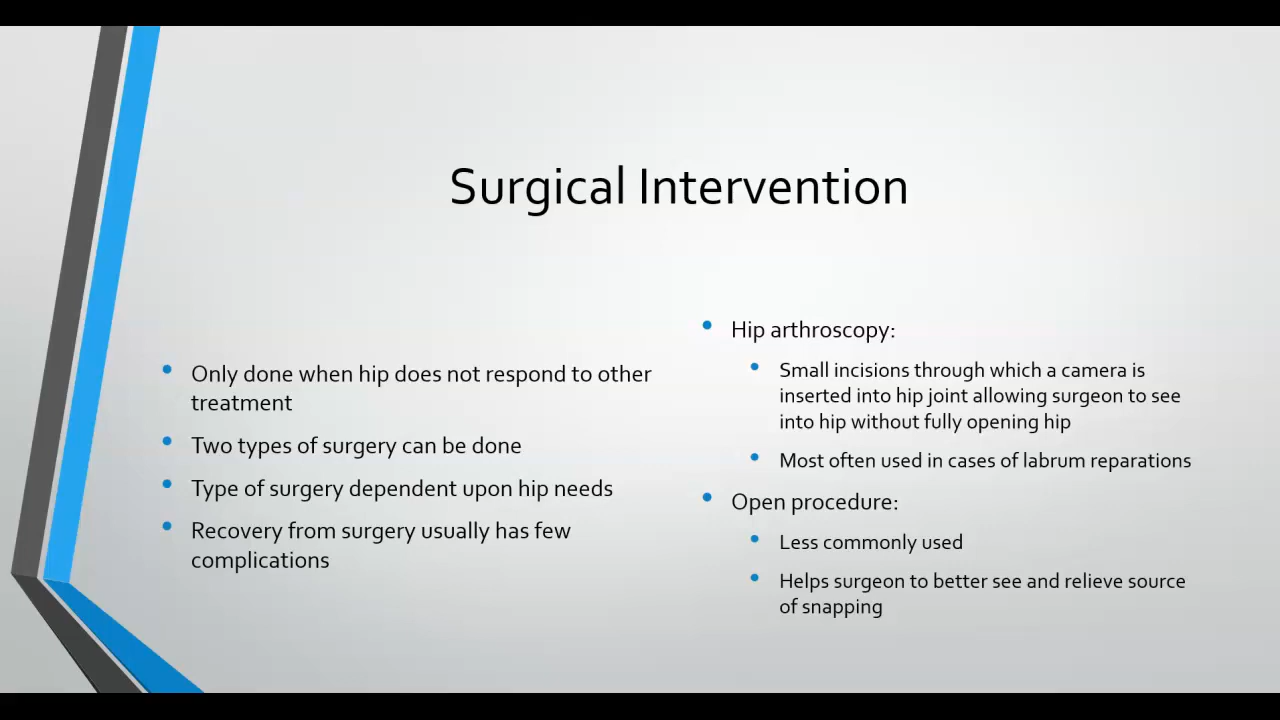 Surgical Intervention
Only done when hip does not respond to other
treatment
Two types of surgery can be done
Type of surgery dependent upon hip needs
Recovery from surgery usually has few
complications
Hip arthroscopy:
Small incisions through which a camera is
inserted into hip joint allowing surgeon to see
into hip without fully opening hip
Most often used in cases of labrum reparations
Open procedure:
Less commonly used
Helps surgeon to better see and relieve source
of snapping